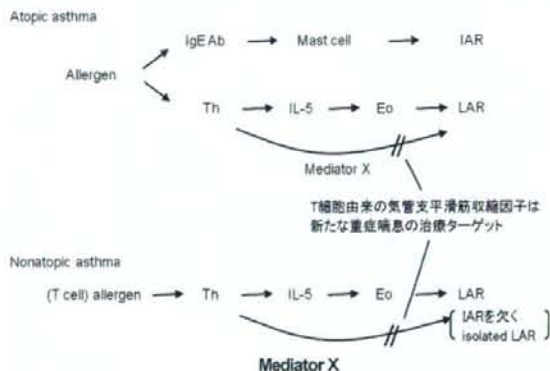 Atopic asthma
IgE Ab → Mast cell → IAR
Allergen
Th → IL-5 → Eo → LAR
Mediator X
T細胞由来の気管支平滑筋収縮因子は
新たな重症喘息の治療ターゲット
Nonatopic asthma
(T cell) allergen → Th → IL-5 → Eo → LAR
IARを欠く
isolated LAR
Mediator X